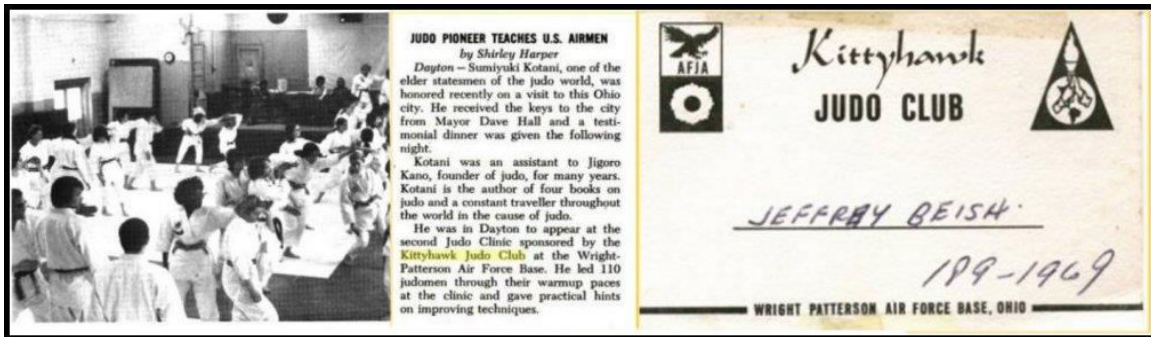 JUDO PIONEER TEACHES U.S. AIRMEN
by Shirley Harper
Dayton — Sumiyuki Kotani, one of the
elder statesmen of the judo world, was
honored recently on a visit to this Ohio
city. He received the keys to the city
from Mayor Dave Hall and a testi-
monial dinner was given the following
night.
Kotani was an assistant to Jigoro
Kano, founder of judo, for many years.
Kotani is the author of four books on
judo and a constant traveller throughout
the world in the cause of judo.
He was in Dayton to appear at the
second Judo Clinic sponsored by the
Kittyhawk Judo Club at the Wright-
Patterson Air Force Base. He led 110
judomen through their warmup paces
at the clinic and gave practical hints
on improving techniques.
AFJA
Kittyhawk
JUDO CLUB
JEFFREY BEISH
189-1969
WRIGHT PATTERSON AIR FORCE BASE, OHIO